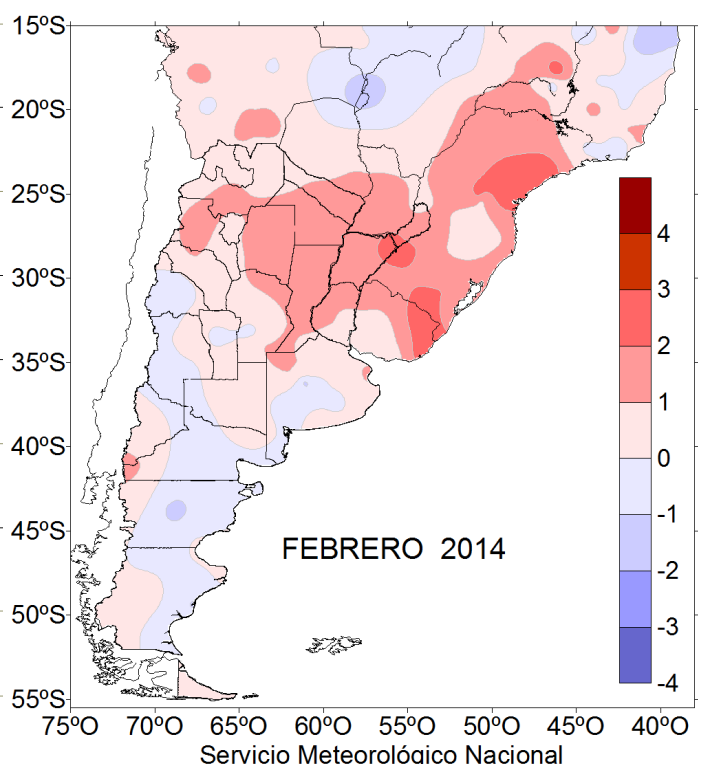 15ºS
20ºS
25ºS
30ºS
35ºS
40ºS
45ºS
50ºS
55ºS
4
3
2
1
0
-1
-2
-3
-4
FEBRERO 2014
75ºO 70ºO 65ºO 60ºO 55ºO 50ºO 45ºO 40ºO
Servicio Meteorológico Nacional